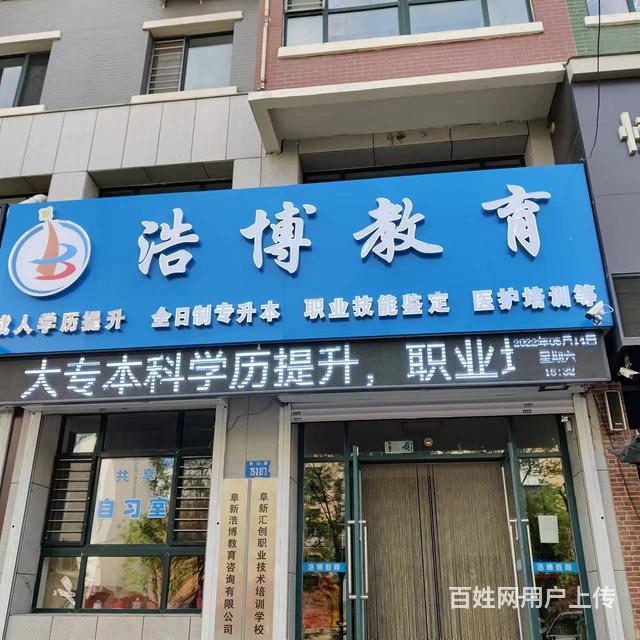 浩博教育
成人学历提升 全日制专升本 职业技能鉴定 医护培训等
大专本科学历提升，职业
2022年05月14日
星期六
16:32
共享
自习室
阜新浩博教育咨询有限公司
阜新汇创职业技术培训学校
浩博教育
浩博教育
百姓网用户上传